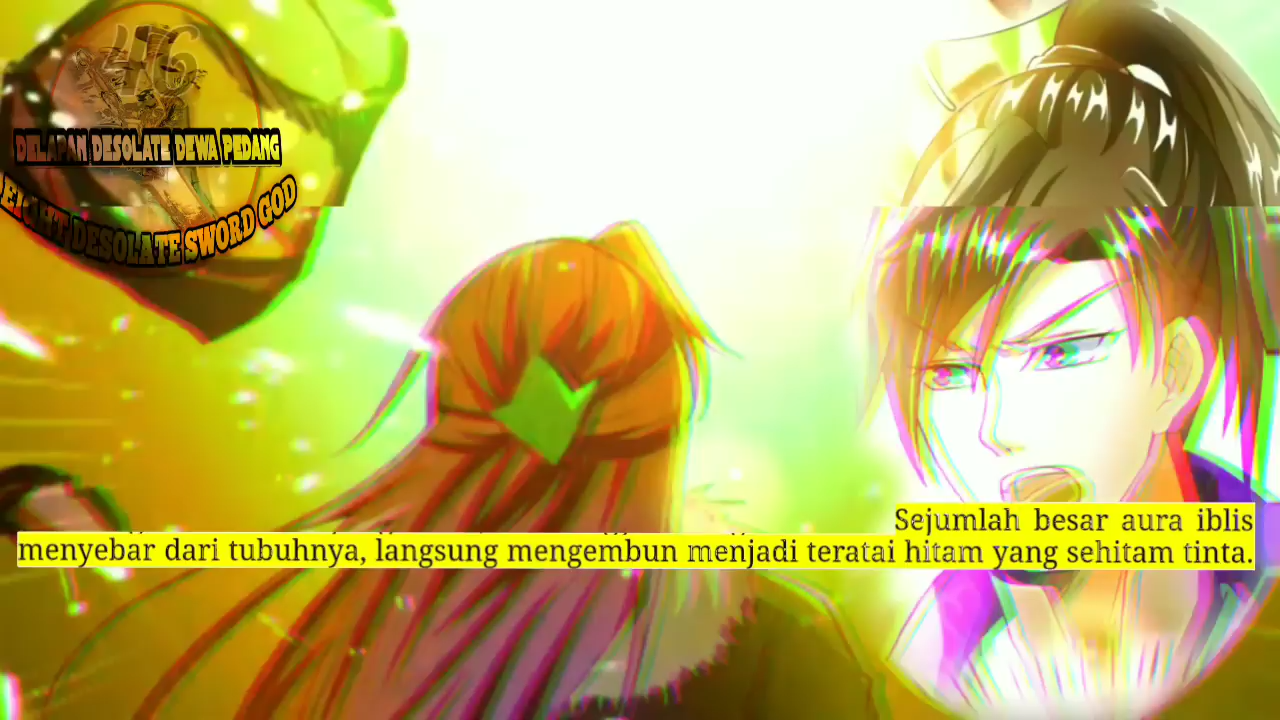 46
DELAPAN DESOLATE DEWA PEDANG
EIGHT DESOLATE SWORD GOD
Sejumlah besar aura iblis
menyebar dari tubuhnya, langsung mengembun menjadi teratai hitam yang sehitam tinta.